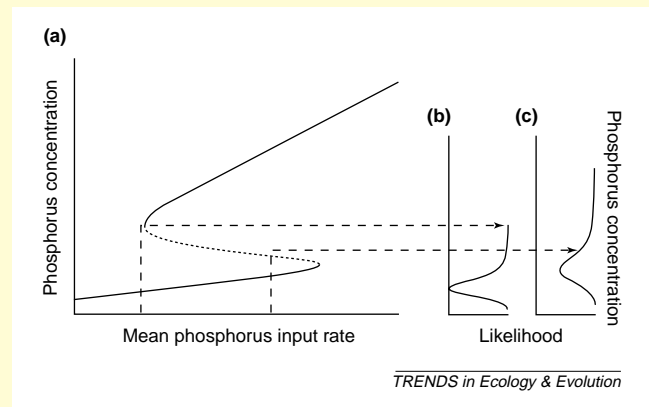 (a)
Phosphorus concentration
Mean phosphorus input rate
(b)
(c)
Phosphorus concentration
Likelihood
TRENDS in Ecology & Evolution